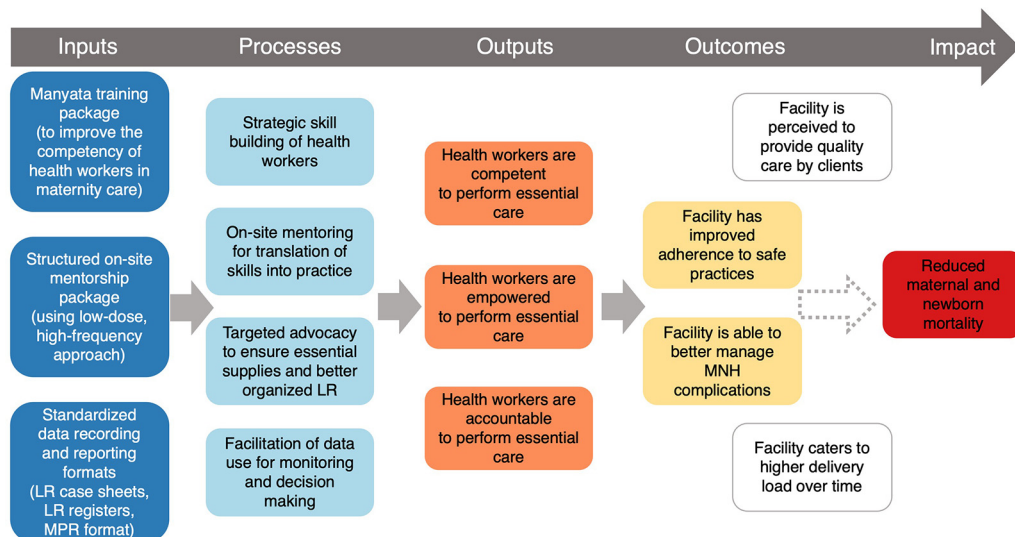 Inputs
Processes
Outputs
Outcomes
Impact
Manyata training
package
(to improve the
competency of
health workers in
maternity care)
Structured on-site
mentorship
package
(using low-dose,
high-frequency
approach)
Standardized
data recording
and reporting
formats
(LR case sheets,
LR registers,
MPR format)
Strategic skill
building of health
workers
On-site mentoring
for translation of
skills into practice
Targeted advocacy
to ensure essential
supplies and better
organized LR
Facilitation of data
use for monitoring
and decision
making
Health workers are
competent
to perform essential
care
Health workers are
empowered
to perform essential
care
Health workers are
accountable
to perform essential
care
Facility is
perceived to
provide quality
care by clients
Facility has
improved
adherence to safe
practices
Facility is able to
better manage
MNH
complications
Facility caters to
higher delivery
load over time
Reduced
maternal and
newborn
mortality